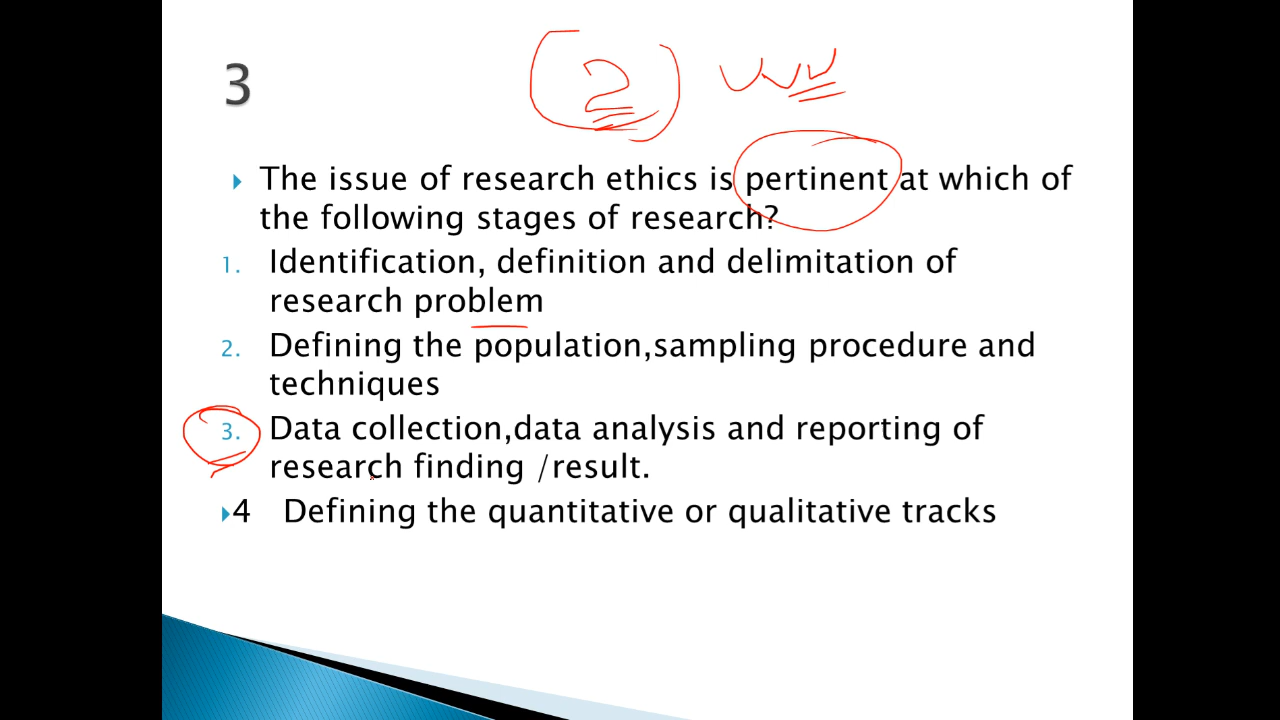 3
(2)
The issue of research ethics is pertinent at which of
the following stages of research?
1. Identification, definition and delimitation of
research problem
2. Defining the population,sampling procedure and
techniques
3. Data collection,data analysis and reporting of
research finding /result.
4 Defining the quantitative or qualitative tracks